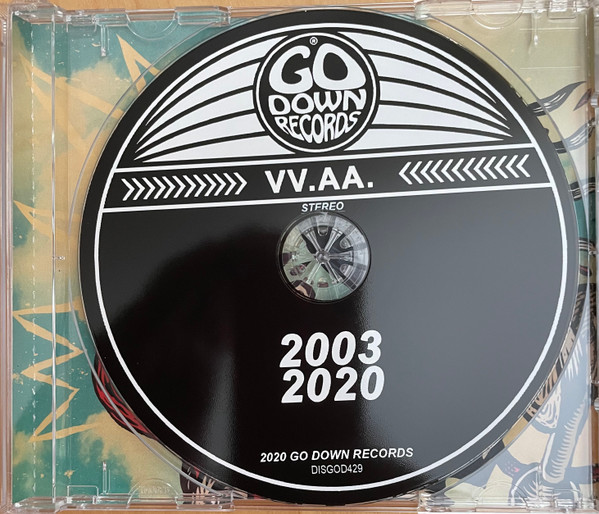 ®
GO
DOWN
RECORDS
»»»»»» VV.AA. ««««««
STEREO
2003
2020
2020 GO DOWN RECORDS
DISGOD429